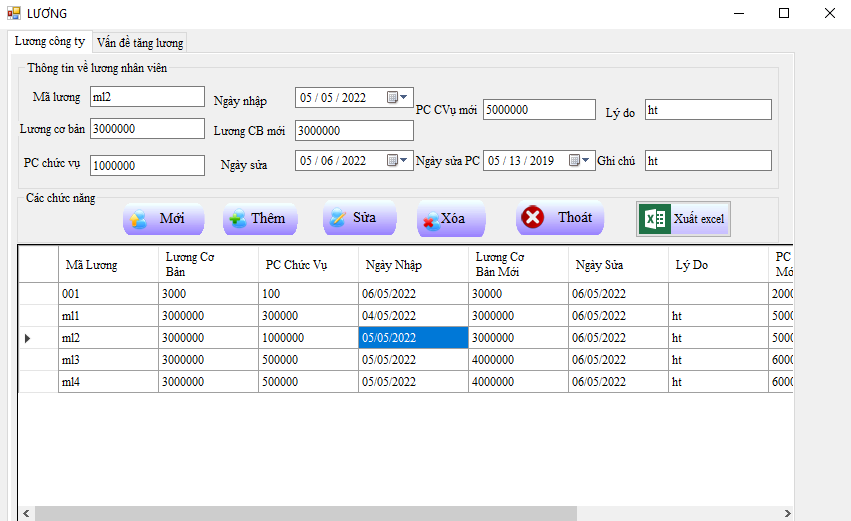 LƯƠNG
Lương công ty Vấn đề tăng lương
Thông tin về lương nhân viên
Mã lương ml2 Ngày nhập 05 / 05 / 2022 PC CVụ mới 5000000 Lý do ht
Lương cơ bản 3000000 Lương CB mới 3000000
PC chức vụ 1000000 Ngày sửa 05 / 06 / 2022 Ngày sửa PC 05 / 13 / 2019 Ghi chú ht
Các chức năng
Mới Thêm Sửa Xóa Thoát Xuất excel
Mã Lương Lương Cơ Bản PC Chức Vụ Ngày Nhập Lương Cơ Bản Mới Ngày Sửa Lý Do PC
001 3000 100 06/05/2022 30000 06/05/2022
ml1 3000000 300000 04/05/2022 3000000 06/05/2022 ht
ml2 3000000 1000000 05/05/2022 3000000 06/05/2022 ht
ml3 3000000 500000 05/05/2022 4000000 06/05/2022 ht
ml4 3000000 500000 05/05/2022 4000000 06/05/2022 ht